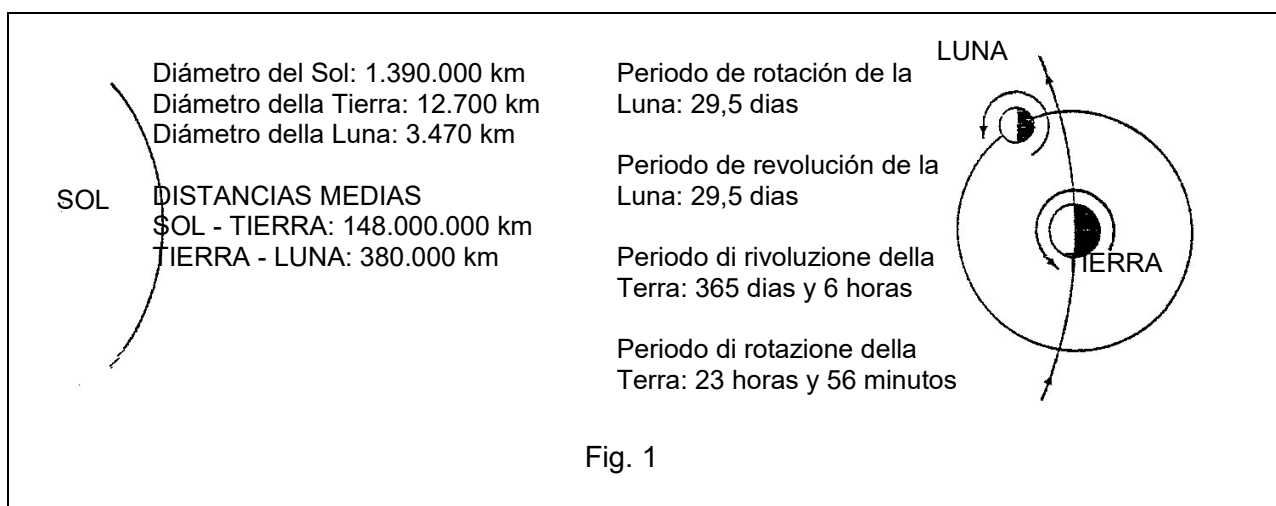 Diámetro del Sol: 1.390.000 km
Diámetro della Tierra: 12.700 km
Diámetro della Luna: 3.470 km
SOL
DISTANCIAS MEDIAS
SOL - TIERRA: 148.000.000 km
TIERRA - LUNA: 380.000 km
Periodo de rotación de la
Luna: 29,5 dias
Periodo de revolución de la
Luna: 29,5 dias
Periodo di rivoluzione della
Terra: 365 dias y 6 horas
Periodo di rotazione della
Terra: 23 horas y 56 minutos
LUNA
TIERRA
Fig. 1